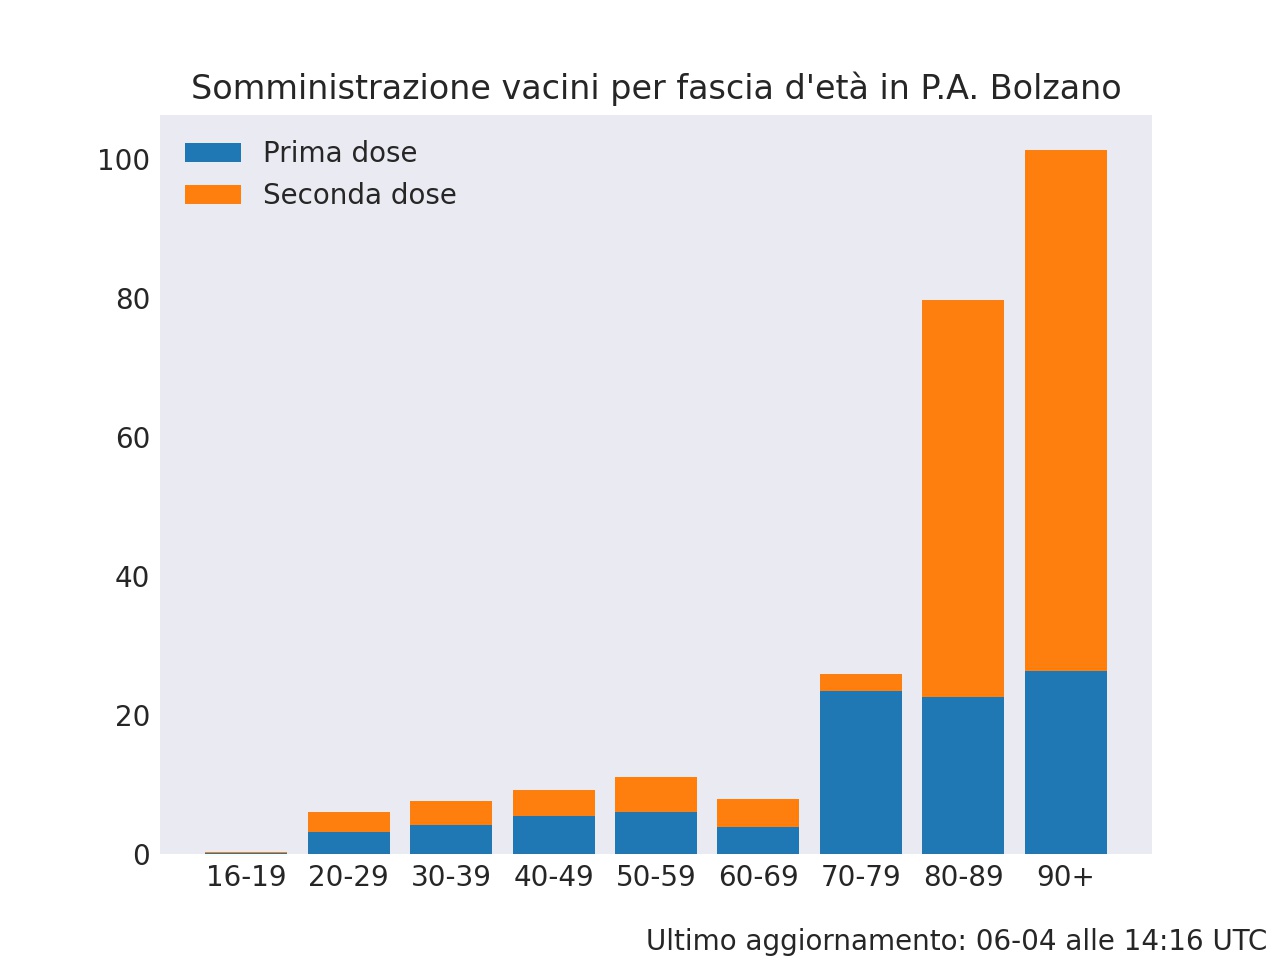 Somministrazione vacini per fascia d'età in P.A. Bolzano
Prima dose
Seconda dose
100
80
60
40
20
0
16-19 20-29 30-39 40-49 50-59 60-69 70-79 80-89 90+
Ultimo aggiornamento: 06-04 alle 14:16 UTC